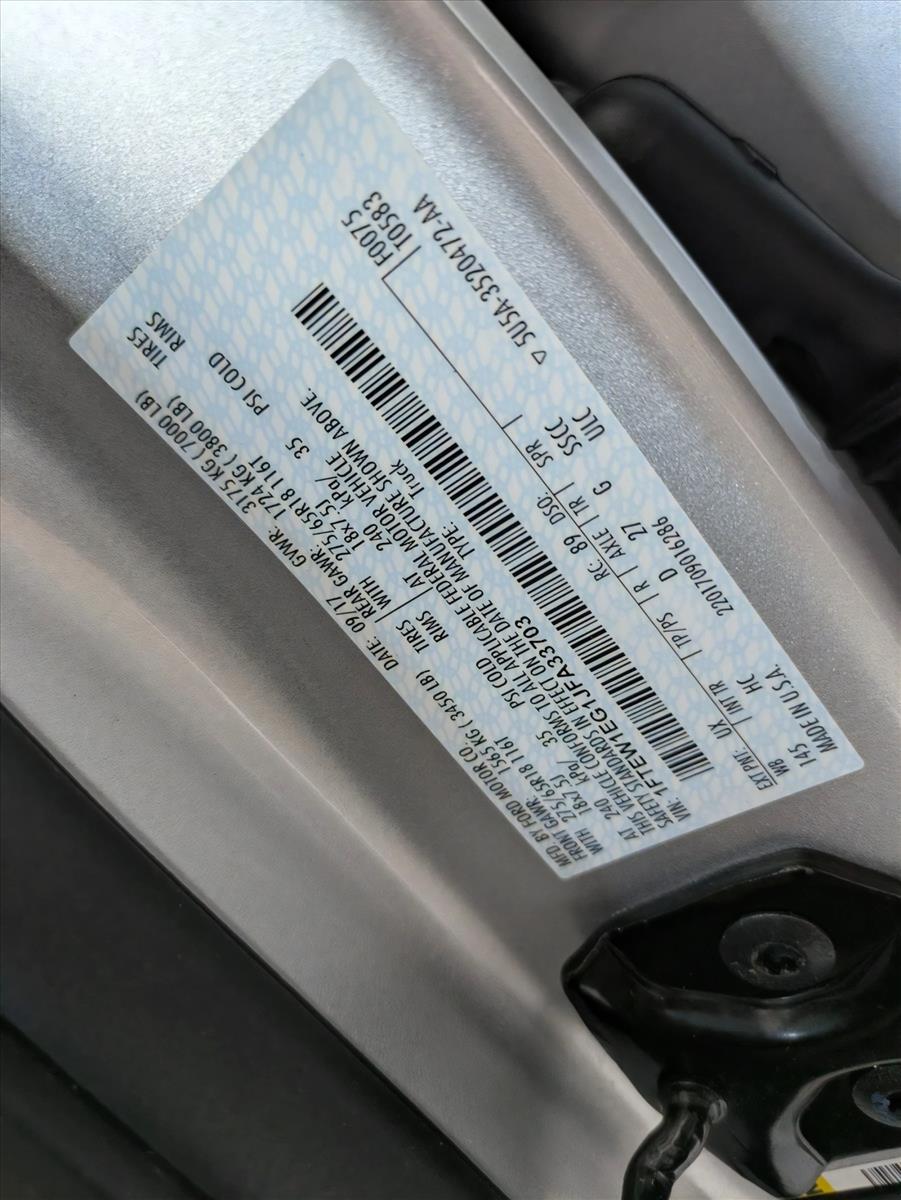 MFD. BY FORD MOTOR CO.
DATE: 09/17 GVWR: 3175 KG ( 7000 LB)
FRONT GAWR: 1565 KG ( 3450 LB) REAR GAWR: 1724 KG ( 3800 LB)
WITH 275/65R18 116T TIRES WITH 275/65R18 116T TIRES
18x7.5J RIMS 18x7.5J RIMS
AT 240 kPa/ 35 PSI COLD AT 240 kPa/ 35 PSI COLD
THIS VEHICLE CONFORMS TO ALL APPLICABLE FEDERAL MOTOR VEHICLE
SAFETY STANDARDS IN EFFECT ON THE DATE OF MANUFACTURE SHOWN ABOVE.
VIN: 1FTEW1EG1JFA33703 TYPE: Truck
F0075
T0583
EXT PNT: UX RC: 89 DSO:
WB INT TR TP/PS R AXLE TR SPR
145 HC D 27 G SSCC
MADE IN U.S.A. 2201709016286 UILC
▽ 5U5A-3520472-AA